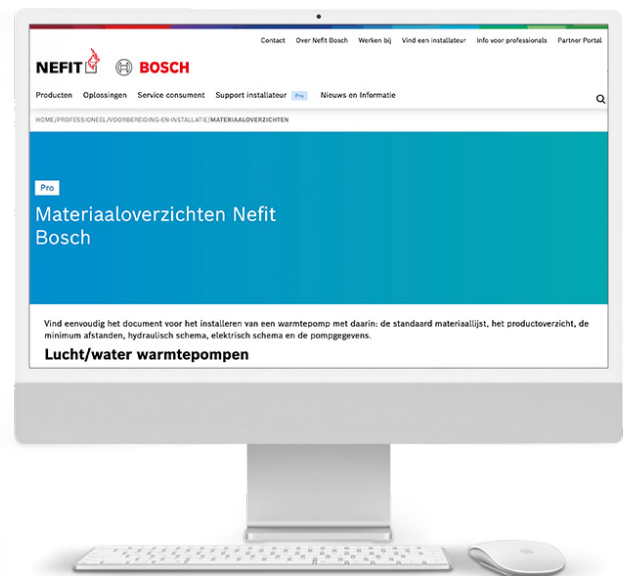 Contact Over Nefit Bosch Werken bij Vind een installateur Info voor professionals Partner Portal
NEFIT BOSCH
Producten Oplossingen Service consument Support installateur Pro Nieuws en Informatie
HOME/PROFESSIONEEL/VOORBEREIDING-EN-INSTALLATIE/MATERIAALOVERZICHTEN
Pro
Materiaaloverzichten Nefit
Bosch
Vind eenvoudig het document voor het installeren van een warmtepomp met daarin: de standaard materiaallijst, het productoverzicht, de
minimum afstanden, hydraulisch schema, elektrisch schema en de pompgegevens.
Lucht/water warmtepompen